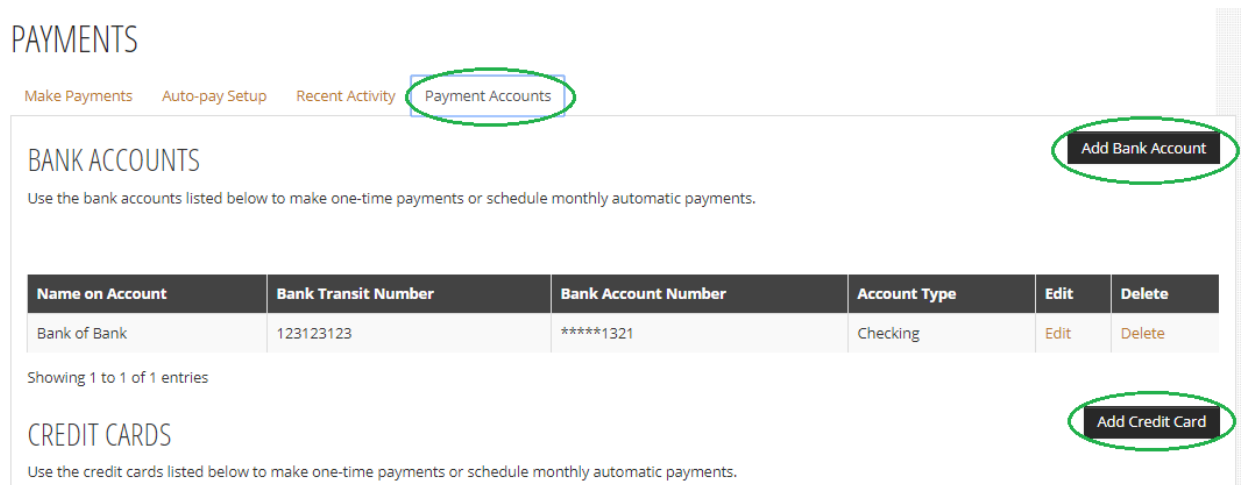 PAYMENTS
Make Payments Auto-pay Setup Recent Activity Payment Accounts
BANK ACCOUNTS
Add Bank Account
Use the bank accounts listed below to make one-time payments or schedule monthly automatic payments.
Name on Account Bank Transit Number Bank Account Number Account Type Edit Delete
Bank of Bank 123123123 *****1321 Checking Edit Delete
Showing 1 to 1 of 1 entries
CREDIT CARDS
Add Credit Card
Use the credit cards listed below to make one-time payments or schedule monthly automatic payments.